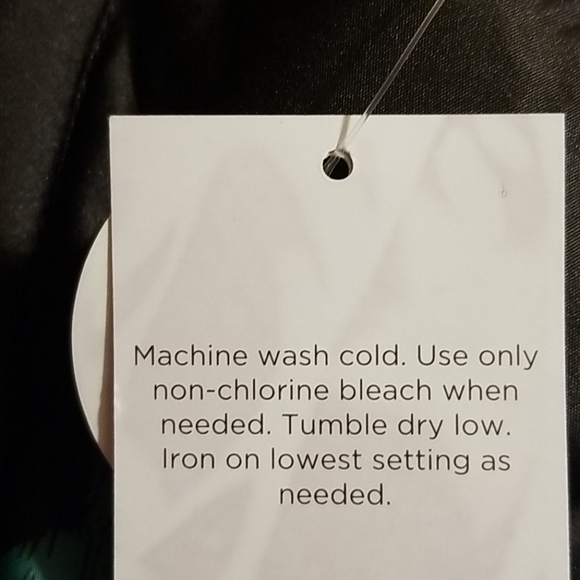 Machine wash cold. Use only
non-chlorine bleach when
needed. Tumble dry low.
Iron on lowest setting as
needed.